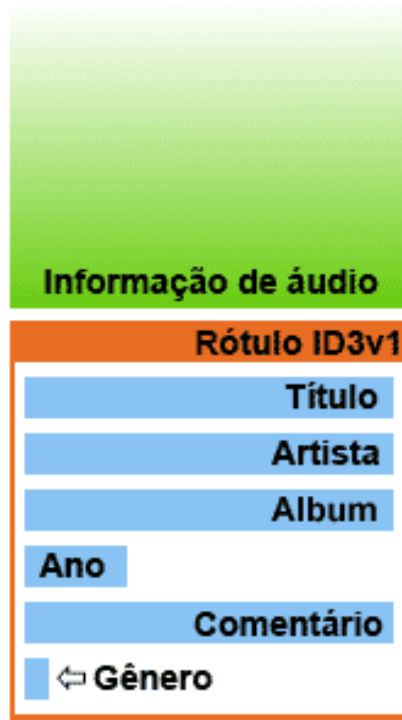 Informação de áudio
Rótulo ID3v1
Título
Artista
Album
Ano
Comentário
⇦ Gênero